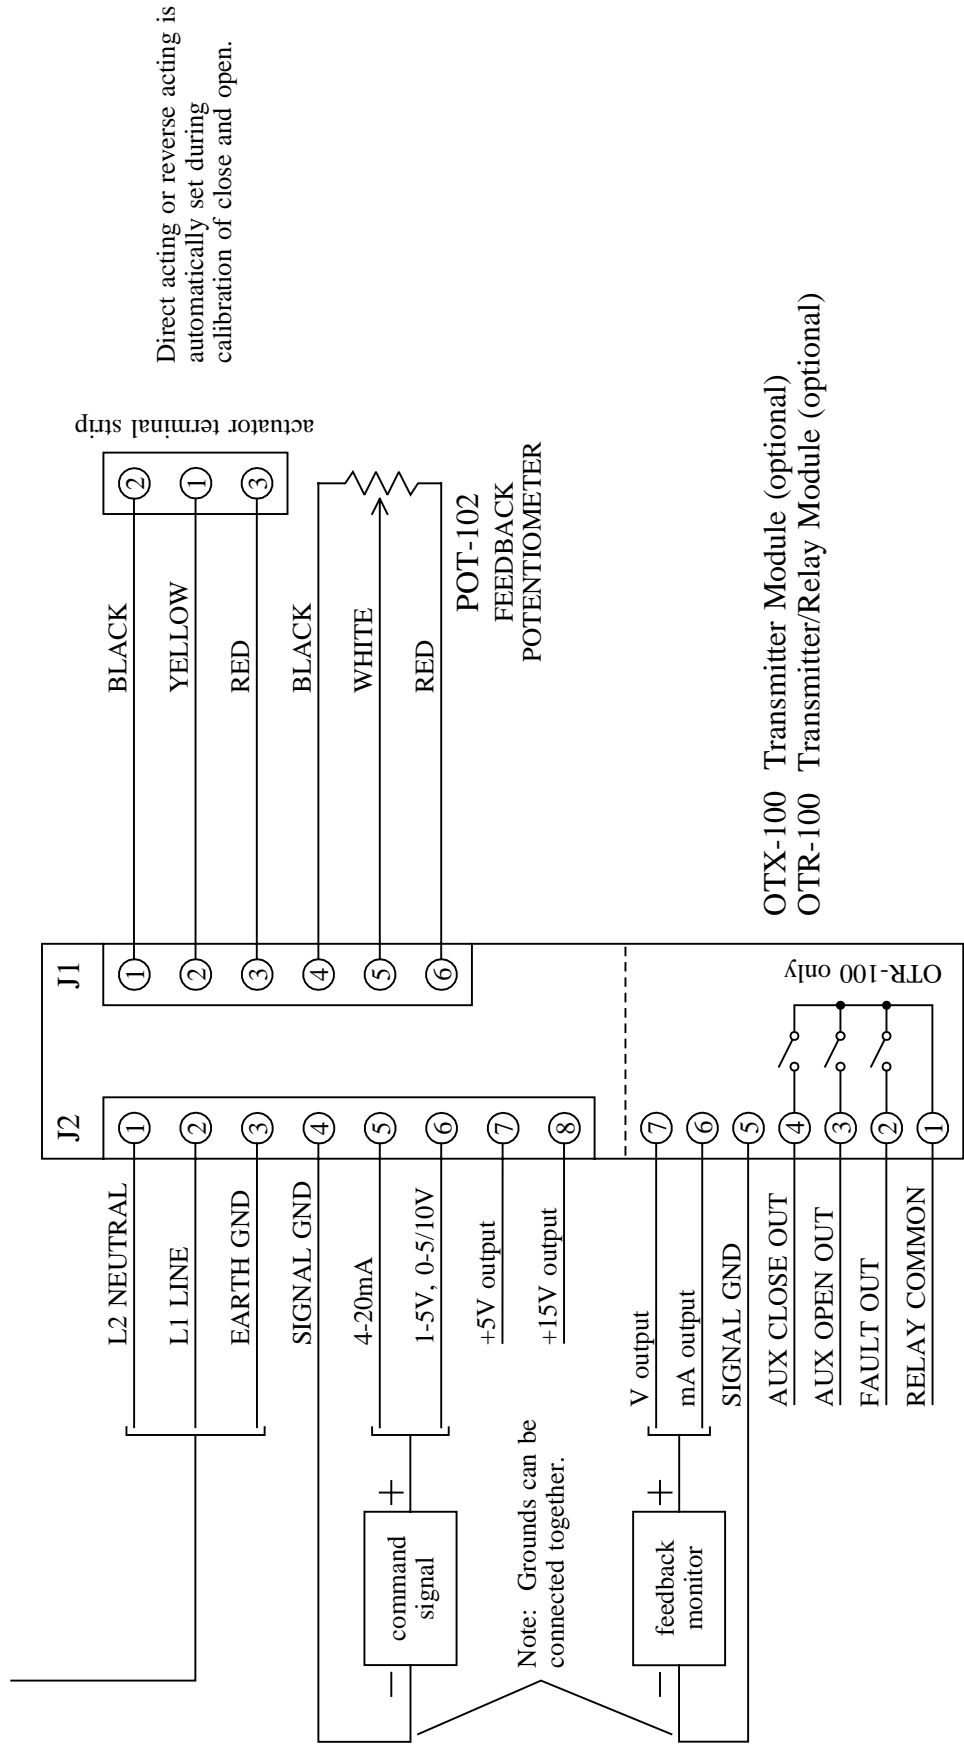 Direct acting or reverse acting is
automatically set during
calibration of close and open.
actuator terminal strip
2
1
3
BLACK
YELLOW
RED
BLACK
WHITE
RED
POT-102
FEEDBACK
POTENTIOMETER
J1
1
2
3
4
5
6
J2
1
2
3
4
5
6
7
8
L2 NEUTRAL
L1 LINE
EARTH GND
SIGNAL GND
4-20mA
1-5V, 0-5/10V
+5V output
+15V output
+
command
signal
−
Note: Grounds can be
connected together.
OTX-100 Transmitter Module (optional)
OTR-100 Transmitter/Relay Module (optional)
OTR-100 only
7
6
5
4
3
2
1
V output
mA output
SIGNAL GND
AUX CLOSE OUT
AUX OPEN OUT
FAULT OUT
RELAY COMMON
+
feedback
monitor
−